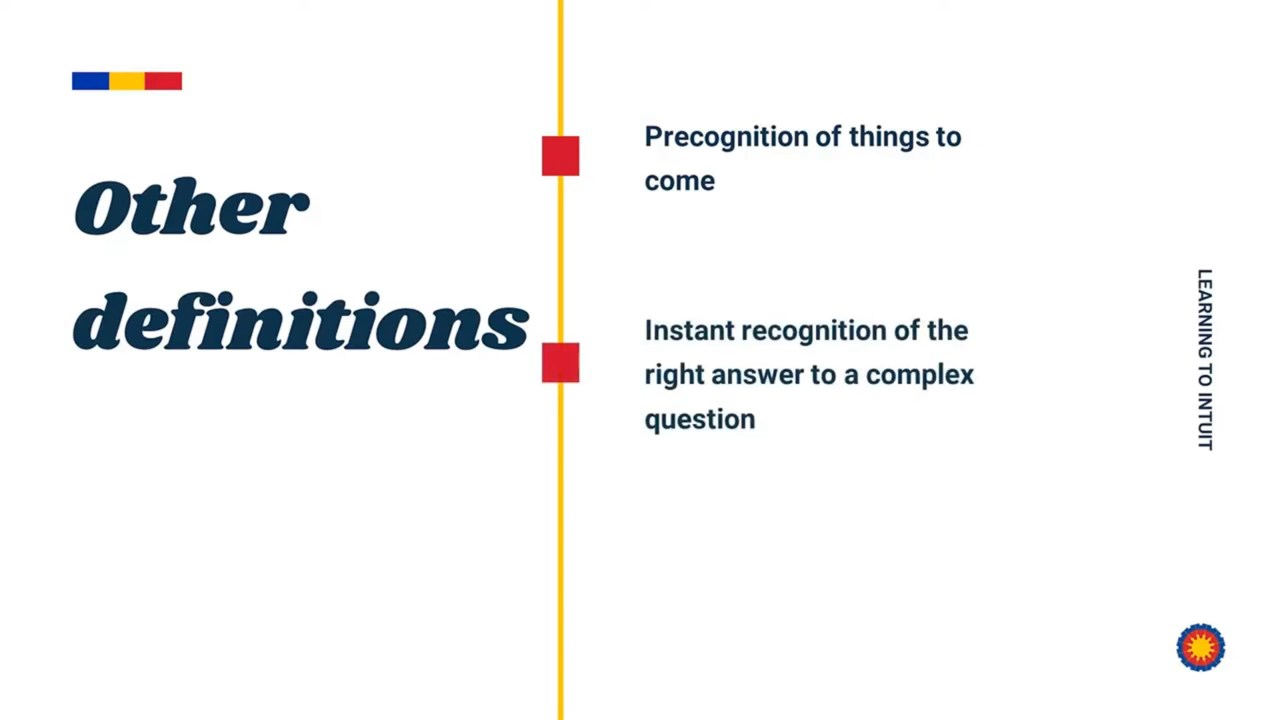 Other
definitions
Precognition of things to
come
Instant recognition of the
right answer to a complex
question
LEARNING TO INTUIT